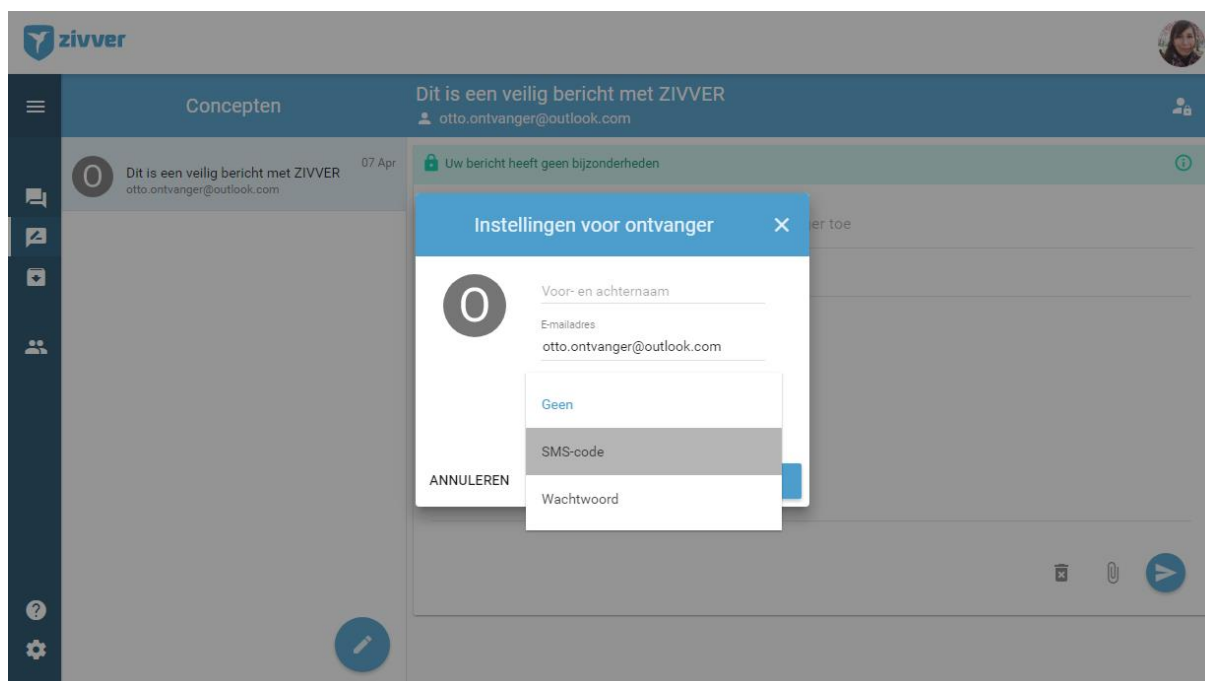 zivver
Concepten
Dit is een veilig bericht met ZIVVER
otto.ontvanger@outlook.com
O
Dit is een veilig bericht met ZIVVER
07 Apr
otto.ontvanger@outlook.com
Uw bericht heeft geen bijzonderheden
er toe
Instellingen voor ontvanger
O
Voor- en achternaam
E-mailadres
otto.ontvanger@outlook.com
Geen
SMS-code
Wachtwoord
ANNULEREN